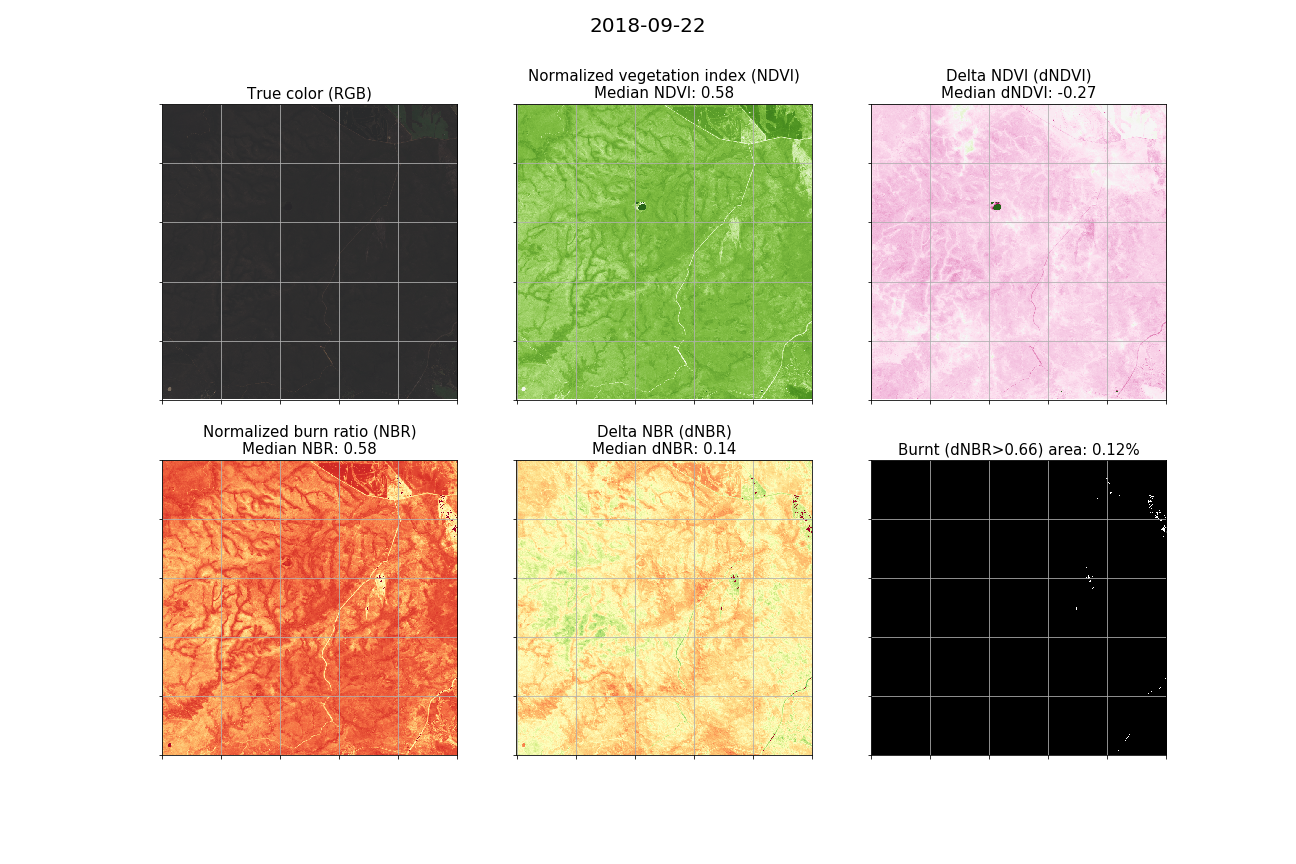 2018-09-22
True color (RGB)
Normalized vegetation index (NDVI)
Median NDVI: 0.58
Delta NDVI (dNDVI)
Median dNDVI: -0.27
Normalized burn ratio (NBR)
Median NBR: 0.58
Delta NBR (dNBR)
Median dNBR: 0.14
Burnt (dNBR>0.66) area: 0.12%